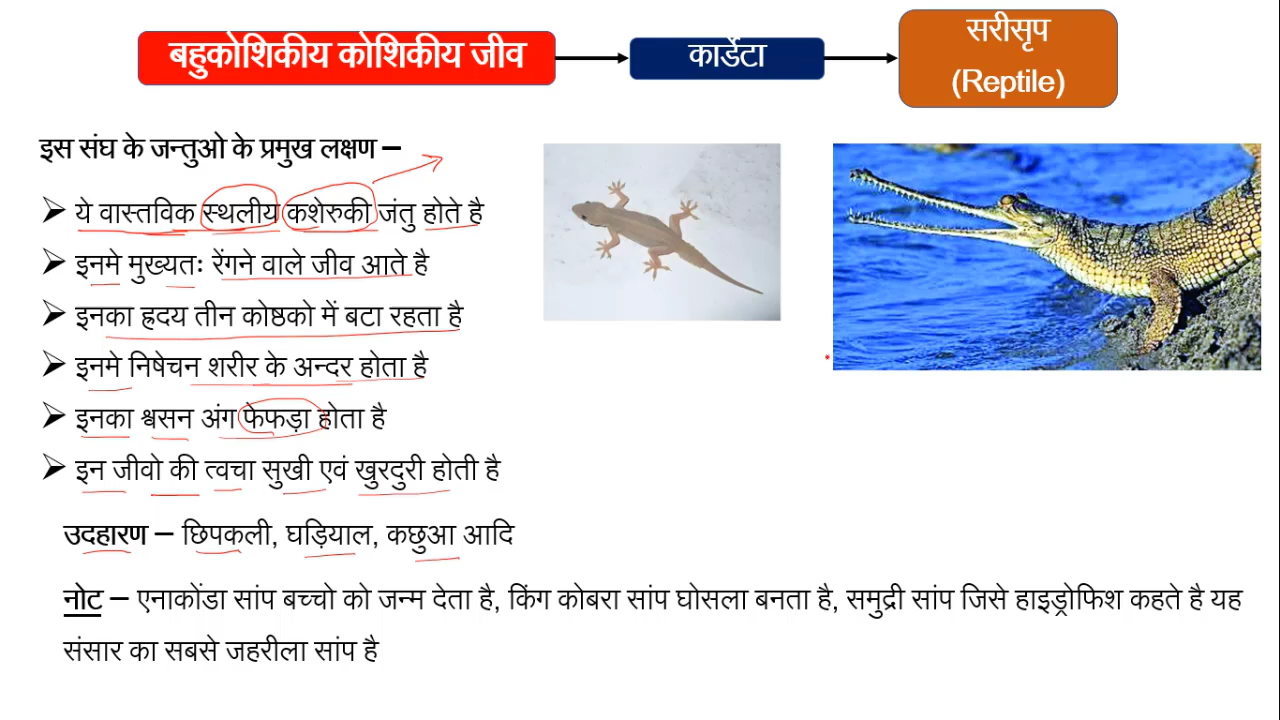 बहुकोशिकीय कोशिकीय जीव
कार्डेटा
सरीसृप
(Reptile)
इस संघ के जन्तुओ के प्रमुख लक्षण –
➢ ये वास्तविक स्थलीय कशेरुकी जंतु होते है
➢ इनमे मुख्यतः रेंगने वाले जीव आते है
➢ इनका ह्रदय तीन कोष्ठको में बटा रहता है
➢ इनमे निषेचन शरीर के अन्दर होता है
➢ इनका श्वसन अंग फेफड़ा होता है
➢ इन जीवो की त्वचा सुखी एवं खुरदुरी होती है
उदहारण – छिपकली, घड़ियाल, कछुआ आदि
नोट – एनाकोंडा सांप बच्चो को जन्म देता है, किंग कोबरा सांप घोसला बनता है, समुद्री सांप जिसे हाइड्रोफिश कहते है यह
संसार का सबसे जहरीला सांप है